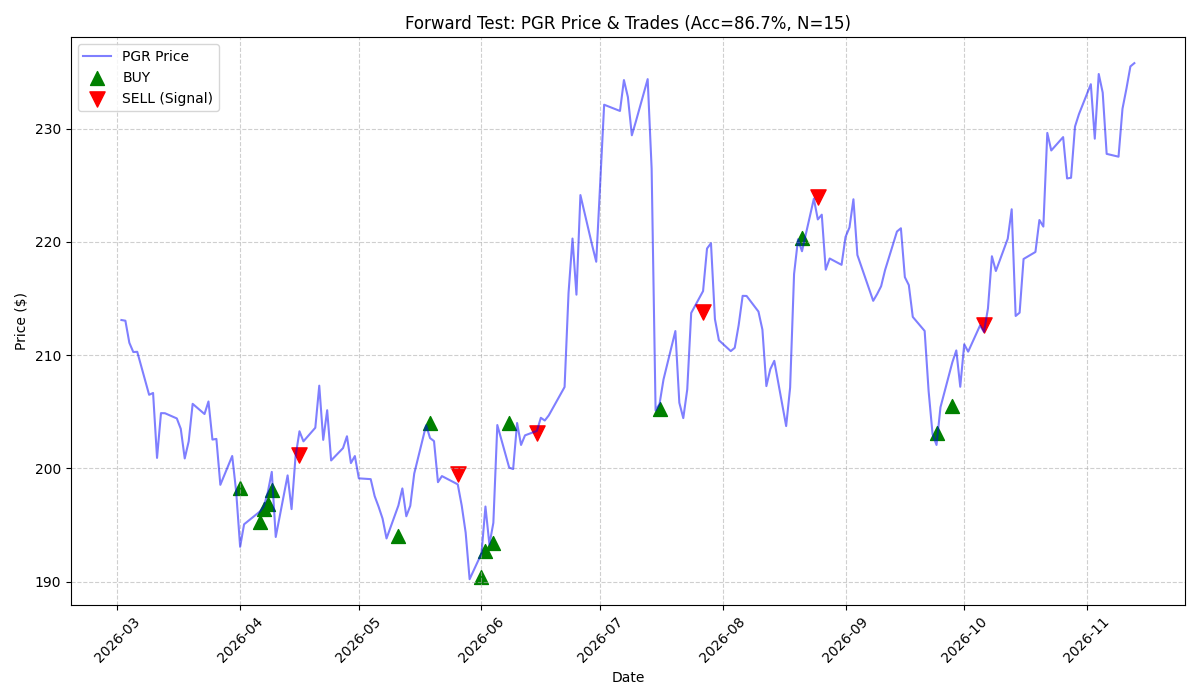 Forward Test: PGR Price & Trades (Acc=86.7%, N=15)
PGR Price
BUY
SELL (Signal)
Price ($)
230
220
210
200
190
2026-03
2026-04
2026-05
2026-06
2026-07
2026-08
2026-09
2026-10
2026-11
Date